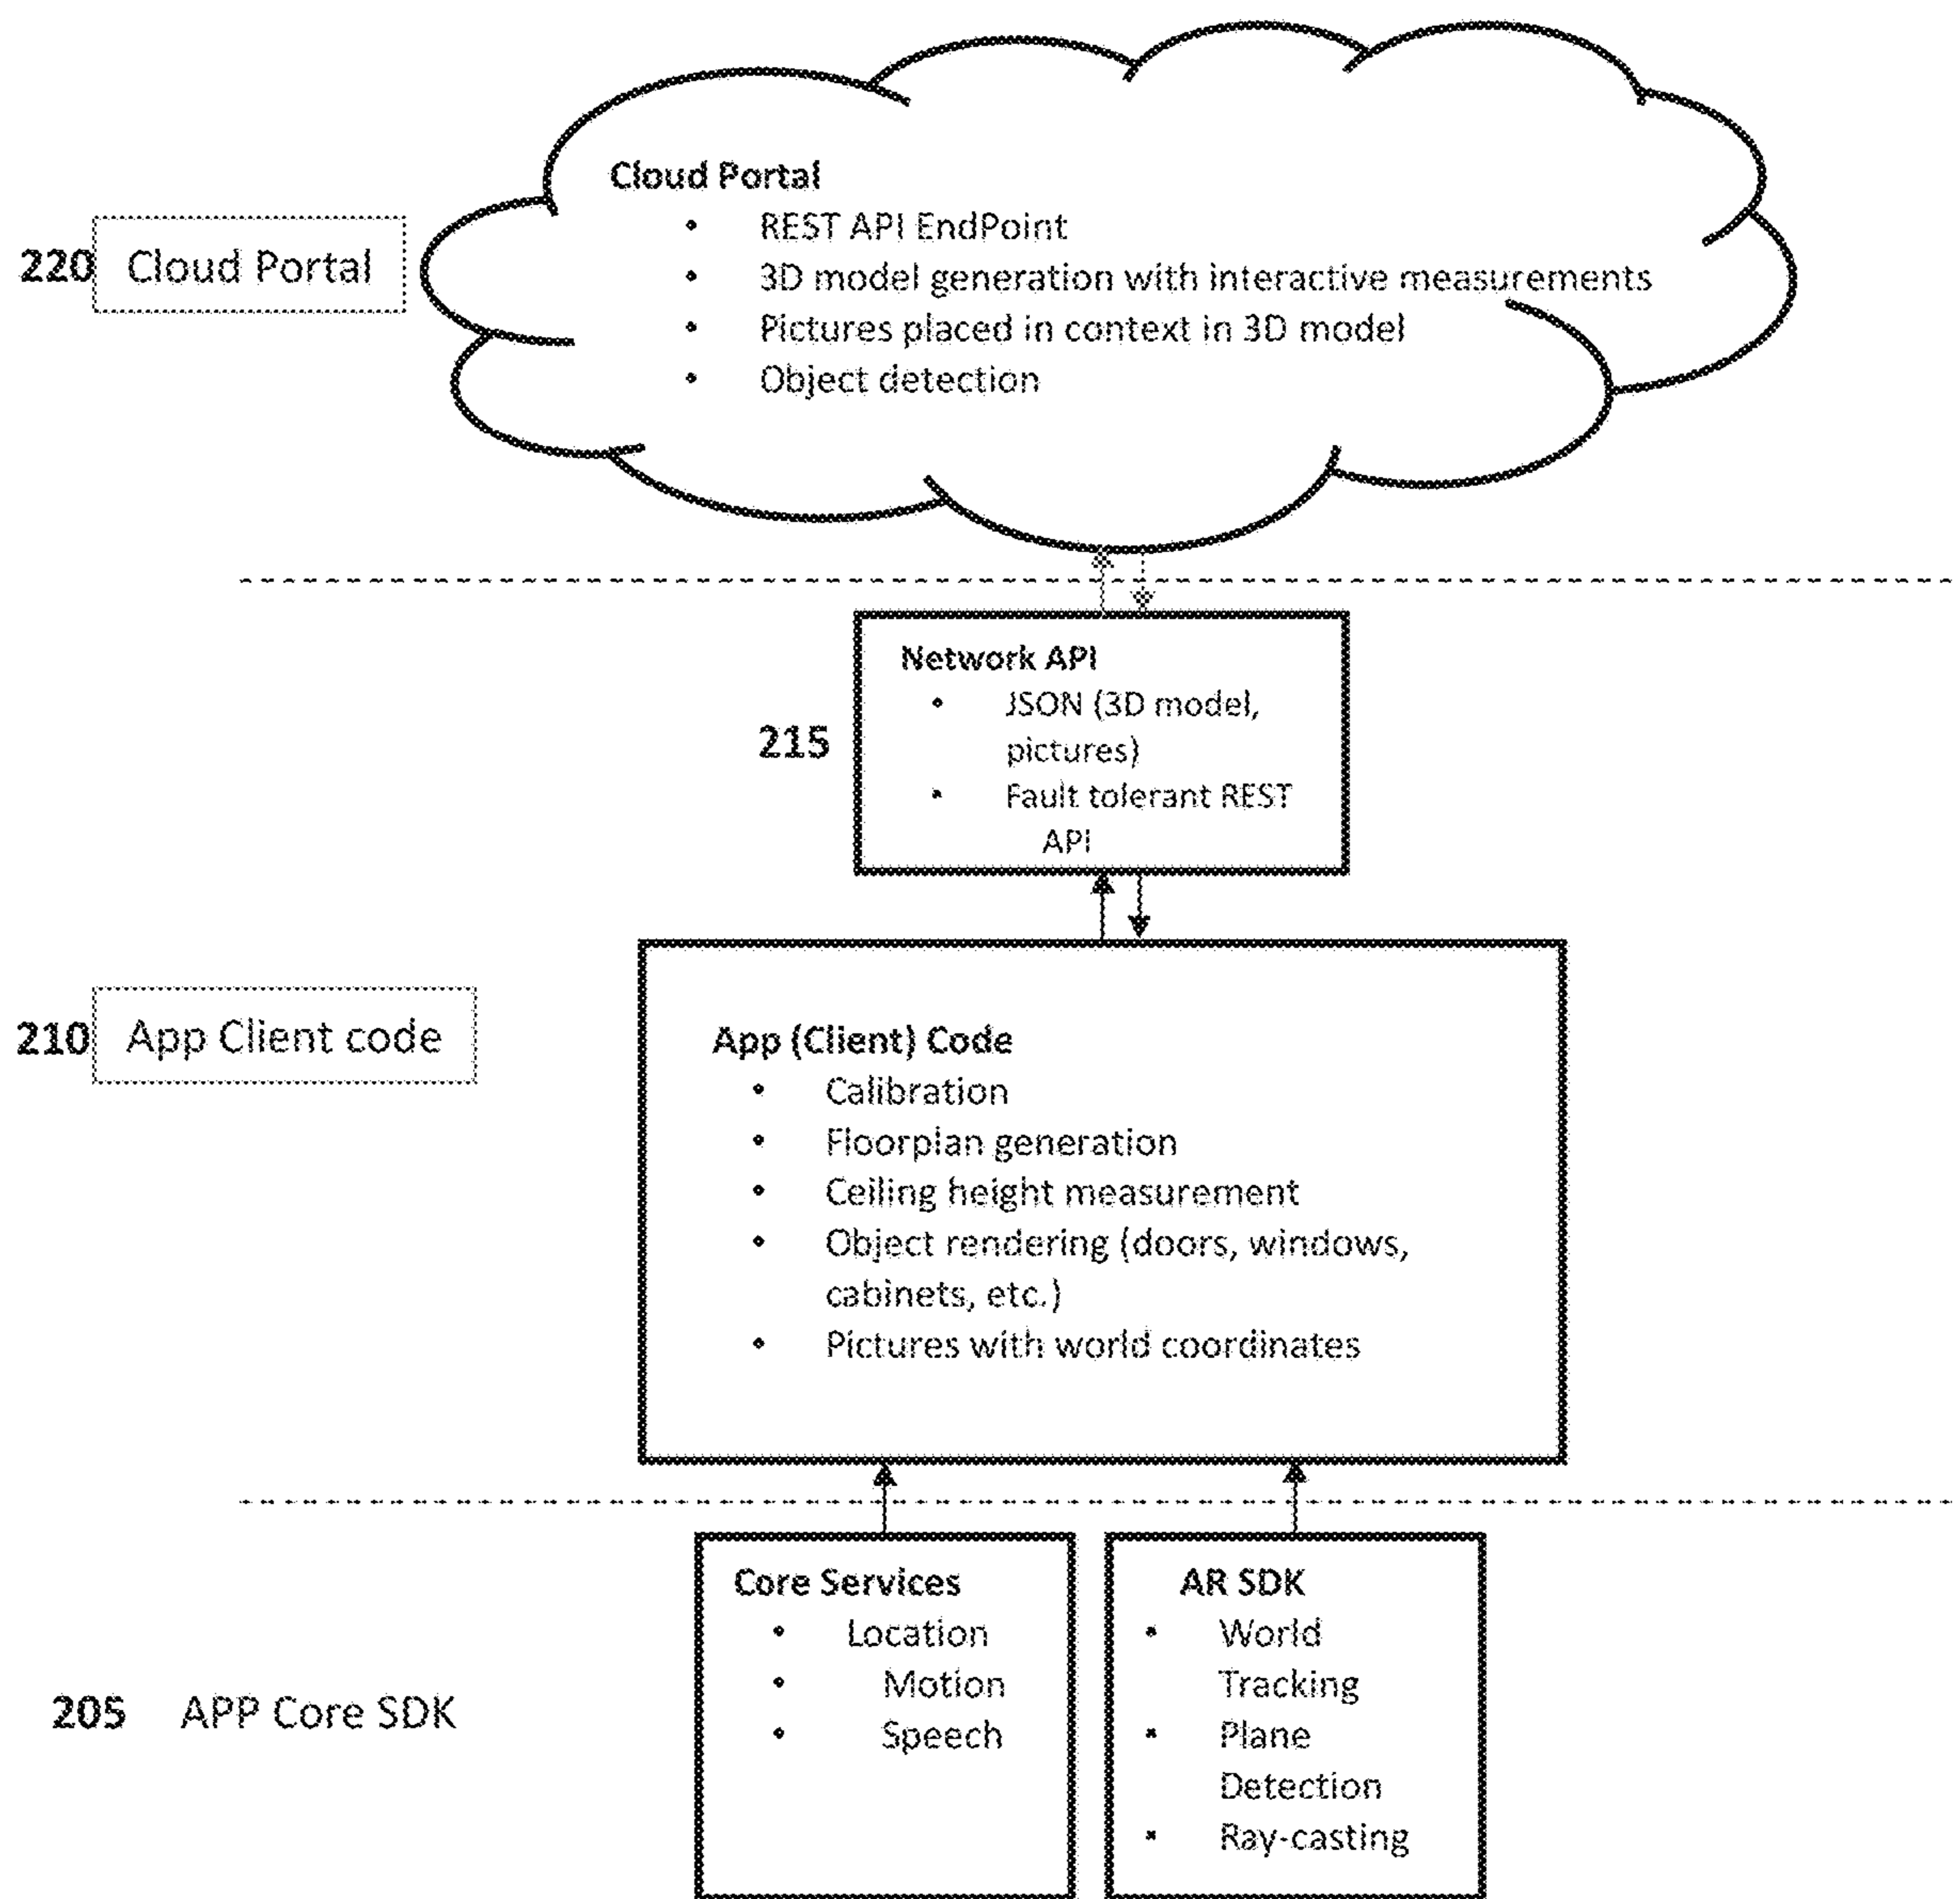 Cloud Portal
• REST API EndPoint
220 Cloud Portal
• 3D model generation with interactive measurements
• Pictures placed in context in 3D model
• Object detection
Network API
• JSON (3D model,
pictures)
215
• Fault tolerant REST
API
210 App Client code
App (Client) Code
• Calibration
• Floorplan generation
• Ceiling height measurement
• Object rendering (doors, windows,
cabinets, etc.)
• Pictures with world coordinates
205 APP Core SDK
Core Services
• Location
• Motion
• Speech
AR SDK
• World
Tracking
• Plane
Detection
• Ray-casting